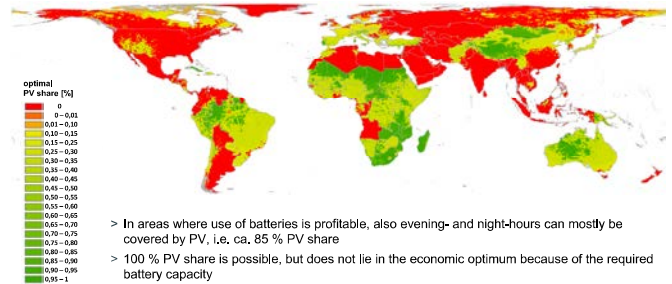 optimal
PV share [%]
0
0 – 0,01
0,01 – 0,10
0,10 – 0,15
0,15 – 0,25
0,25 – 0,30
0,30 – 0,35
0,35 – 0,40
0,40 – 0,45
0,45 – 0,50
0,50 – 0,55
0,55 – 0,60
0,60 – 0,65
0,65 – 0,70
0,70 – 0,75
0,75 – 0,80
0,80 – 0,85
0,85 – 0,90
0,90 – 0,95
0,95 – 1
> In areas where use of batteries is profitable, also evening- and night-hours can mostly be
covered by PV, i.e. ca. 85 % PV share
> 100 % PV share is possible, but does not lie in the economic optimum because of the required
battery capacity